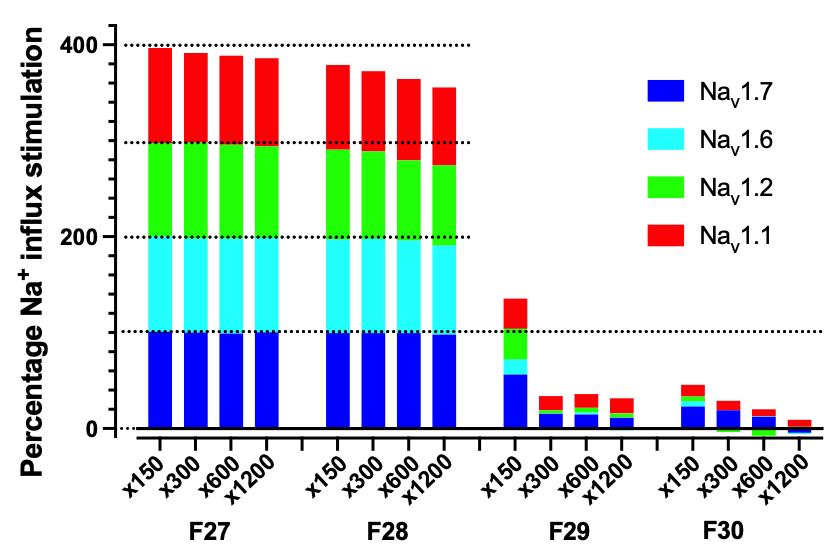 Percentage Na⁺ influx stimulation
400
200
0
Naᵥ1.7
Naᵥ1.6
Naᵥ1.2
Naᵥ1.1
x150 x300 x600 x1200 x150 x300 x600 x1200 x150 x300 x600 x1200 x150 x300 x600 x1200
F27 F28 F29 F30